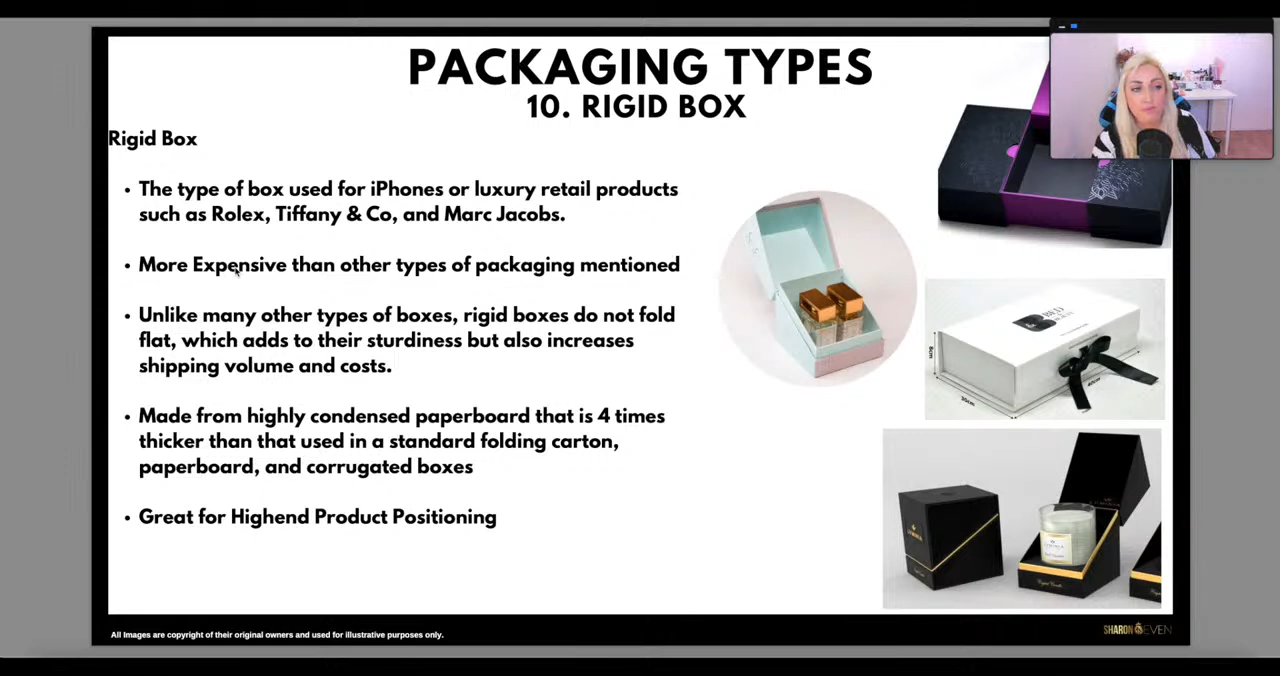 PACKAGING TYPES
10. RIGID BOX
Rigid Box
• The type of box used for iPhones or luxury retail products
such as Rolex, Tiffany & Co, and Marc Jacobs.
• More Expensive than other types of packaging mentioned
• Unlike many other types of boxes, rigid boxes do not fold
flat, which adds to their sturdiness but also increases
shipping volume and costs.
• Made from highly condensed paperboard that is 4 times
thicker than that used in a standard folding carton,
paperboard, and corrugated boxes
• Great for Highend Product Positioning
All Images are copyright of their original owners and used for illustrative purposes only.